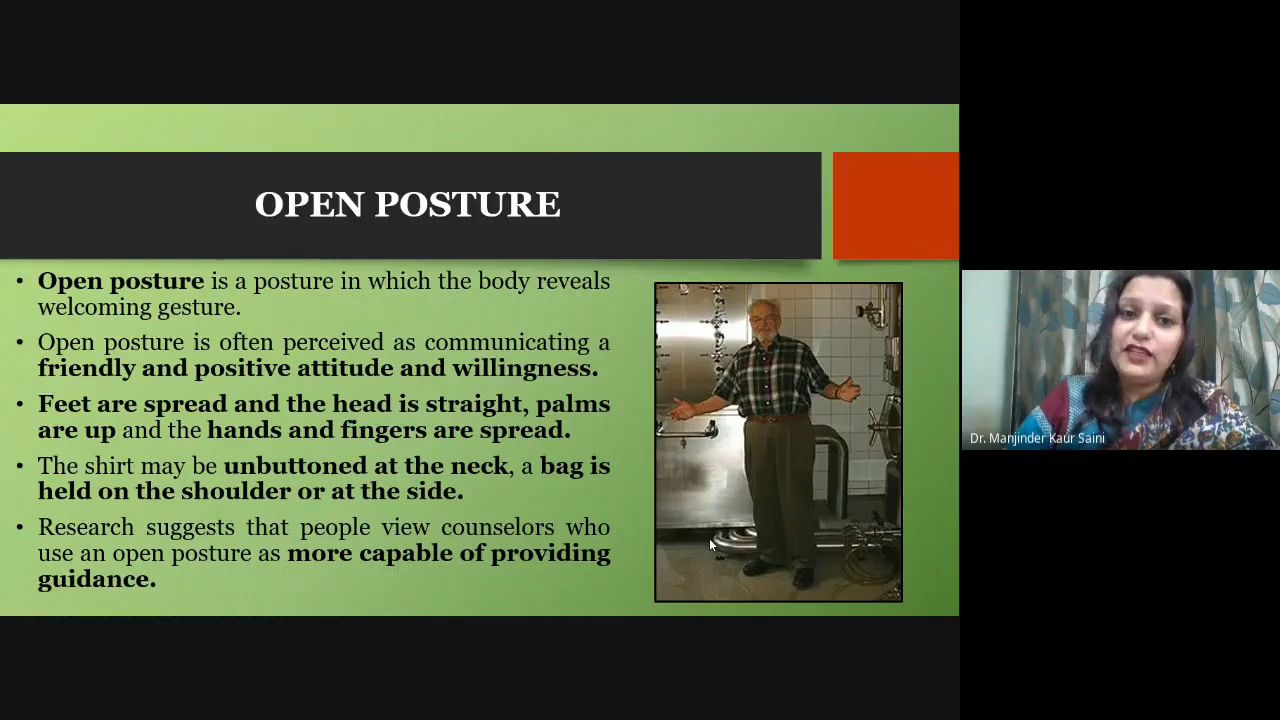 OPEN POSTURE
• Open posture is a posture in which the body reveals
welcoming gesture.
• Open posture is often perceived as communicating a
friendly and positive attitude and willingness.
• Feet are spread and the head is straight, palms
are up and the hands and fingers are spread.
• The shirt may be unbuttoned at the neck, a bag is
held on the shoulder or at the side.
• Research suggests that people view counselors who
use an open posture as more capable of providing
guidance.
Dr. Manjinder Kaur Saini